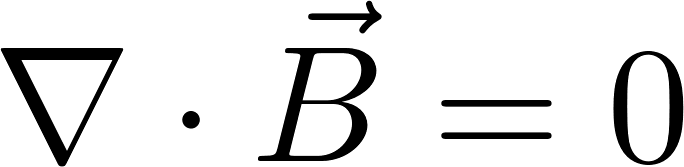 ∇ · B⃗ = 0